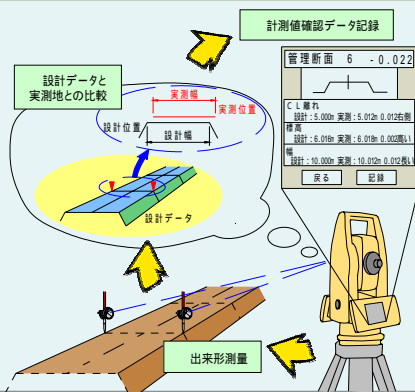 計測値確認データ記録
管理断面 6 -0.022
CL離れ
設計:5.000m 実測:5.012m 0.012右側
標高
設計:6.016m 実測:6.018m 0.002高い
幅
設計:10.000m 実測:10.012m 0.012長い
戻る 記録
設計データと
実測地との比較
実測幅
実測位置
設計位置
設計幅
設計データ
出来形測量